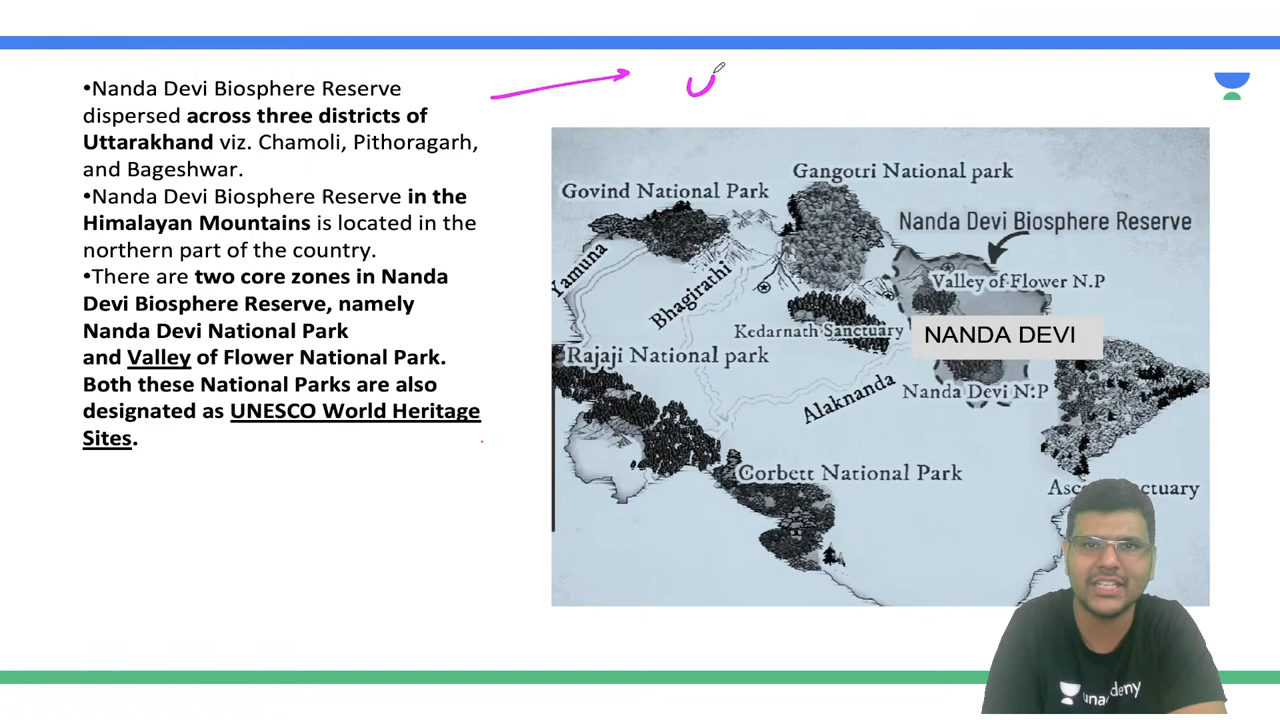 •Nanda Devi Biosphere Reserve
dispersed across three districts of
Uttarakhand viz. Chamoli, Pithoragarh,
and Bageshwar.
•Nanda Devi Biosphere Reserve in the
Himalayan Mountains is located in the
northern part of the country.
•There are two core zones in Nanda
Devi Biosphere Reserve, namely
Nanda Devi National Park
and Valley of Flower National Park.
Both these National Parks are also
designated as UNESCO World Heritage
Sites.
U
Gangotri National park
Govind National Park
Nanda Devi Biosphere Reserve
Yamuna
Bhagirathi
Valley of Flower N.P
Kedarnath Sanctuary
NANDA DEVI
Rajaji National park
Alaknanda
Nanda Devi N.P
Corbett National Park